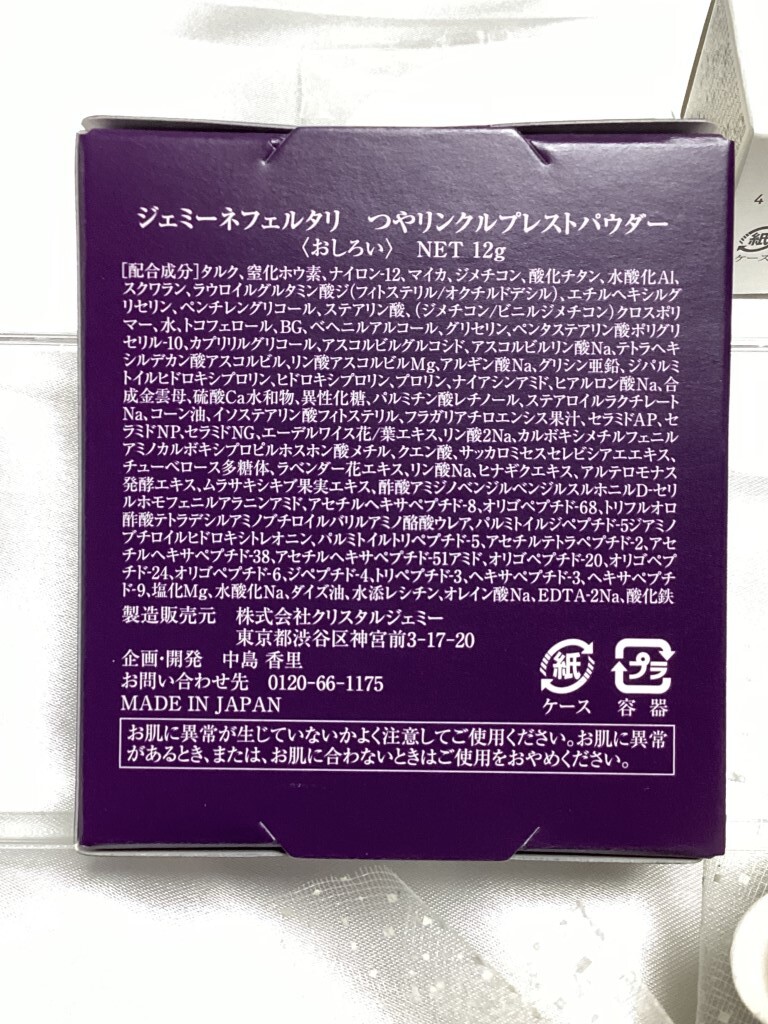 ジェミーネフェルタリ　つやリンクルプレストパウダー
〈おしろい〉　NET 12g
［配合成分］タルク、窒化ホウ素、ナイロン-12、マイカ、ジメチコン、酸化チタン、水酸化Al、
スクワラン、ラウロイルグルタミン酸ジ(フィトステリル/オクチルドデシル)、エチルヘキシルグ
リセリン、ペンチレングリコール、ステアリン酸、(ジメチコン/ビニルジメチコン)クロスポリ
マー、水、トコフェロール、BG、ベヘニルアルコール、グリセリン、ペンタステアリン酸ポリグリ
セリル-10、カプリリルグリコール、アスコルビルグルコシド、アスコルビルリン酸Na、テトラヘキ
シルデカン酸アスコルビル、リン酸アスコルビルMg、アルギン酸Na、グリシン亜鉛、ジパルミ
トイルヒドロキシプロリン、ヒドロキシプロリン、プロリン、ナイアシンアミド、ヒアルロン酸Na、合
成金雲母、硫酸Ca水和物、異性化糖、パルミチン酸レチノール、ステアロイルラクチレート
Na、コーン油、イソステアリン酸フィトステリル、フラガリアチロエンシス果汁、セラミドAP、セ
ラミドNP、セラミドNG、エーデルワイス花/葉エキス、リン酸2Na、カルボキシメチルフェニル
アミノカルボキシプロピルホスホン酸メチル、クエン酸、サッカロミセスセレビシアエエキス、
チューベロース多糖体、ラベンダー花エキス、リン酸Na、ヒナギクエキス、アルテロモナス
発酵エキス、ムラサキシキブ果実エキス、酢酸アミジノベンジルベンジルスルホニルD-セリ
ルホモフェニルアラニンアミド、アセチルヘキサペプチド-8、オリゴペプチド-68、トリフルオロ
酢酸テトラデシルアミノブチロイルバリルアミノ酪酸ウレア、パルミトイルジペプチド-5ジアミノ
ブチロイルヒドロキシトレオニン、パルミトイルトリペプチド-5、アセチルテトラペプチド-2、アセ
チルヘキサペプチド-38、アセチルヘキサペプチド-51アミド、オリゴペプチド-20、オリゴペプ
チド-24、オリゴペプチド-6、ジペプチド-4、トリペプチド-3、ヘキサペプチド-3、ヘキサペプチ
ド-9、塩化Mg、水酸化Na、ダイズ油、水添レシチン、オレイン酸Na、EDTA-2Na、酸化鉄
製造販売元　株式会社クリスタルジェミー
東京都渋谷区神宮前3-17-20
企画・開発　中島 香里
お問い合わせ先　0120-66-1175
MADE IN JAPAN
紙
ケース
プラ
容器
お肌に異常が生じていないかよく注意してご使用ください。お肌に異常
があるとき、または、お肌に合わないときはご使用をおやめください。
4
紙
ケース